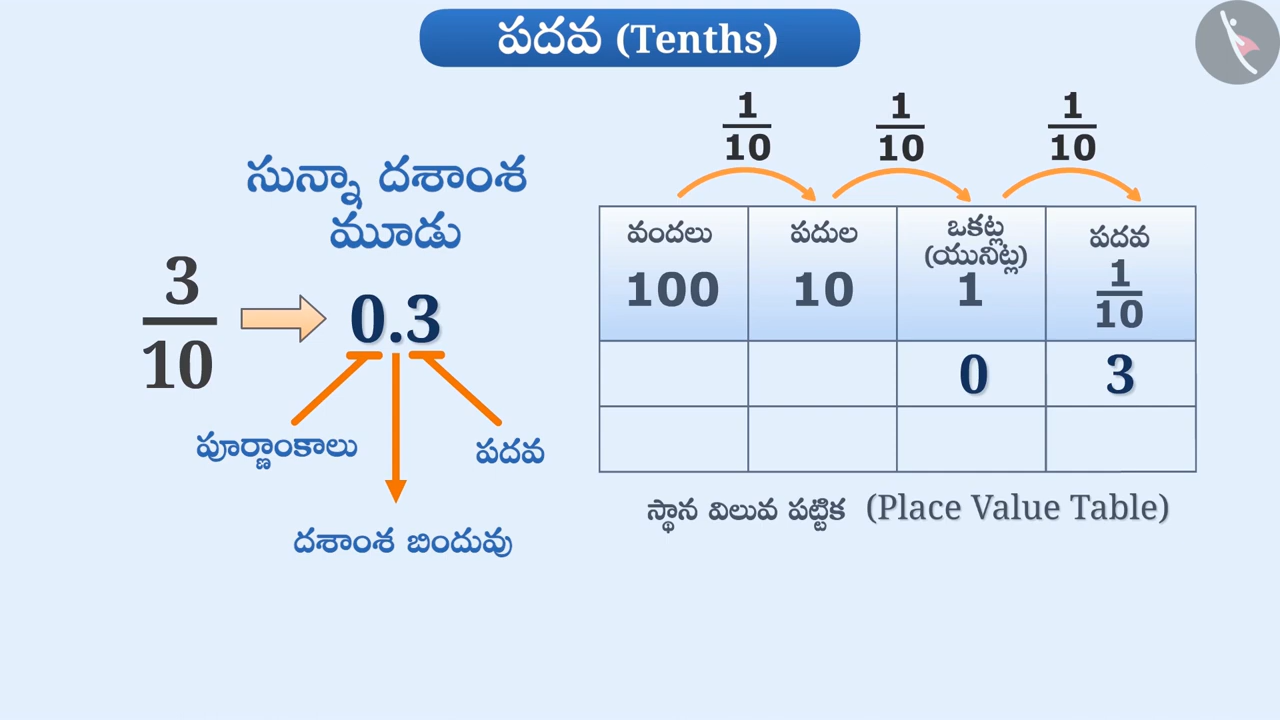 పదవ (Tenths)
సున్నా దశాంశ
మూడు
3
10
0.3
పూర్ణాంకాలు
పదవ
దశాంశ బిందువు
1
10
1
10
1
10
వందలు పదుల ఒకట్ల (యునిట్ల) పదవ
100 10 1 1
10
0 3
స్థాన విలువ పట్టిక (Place Value Table)